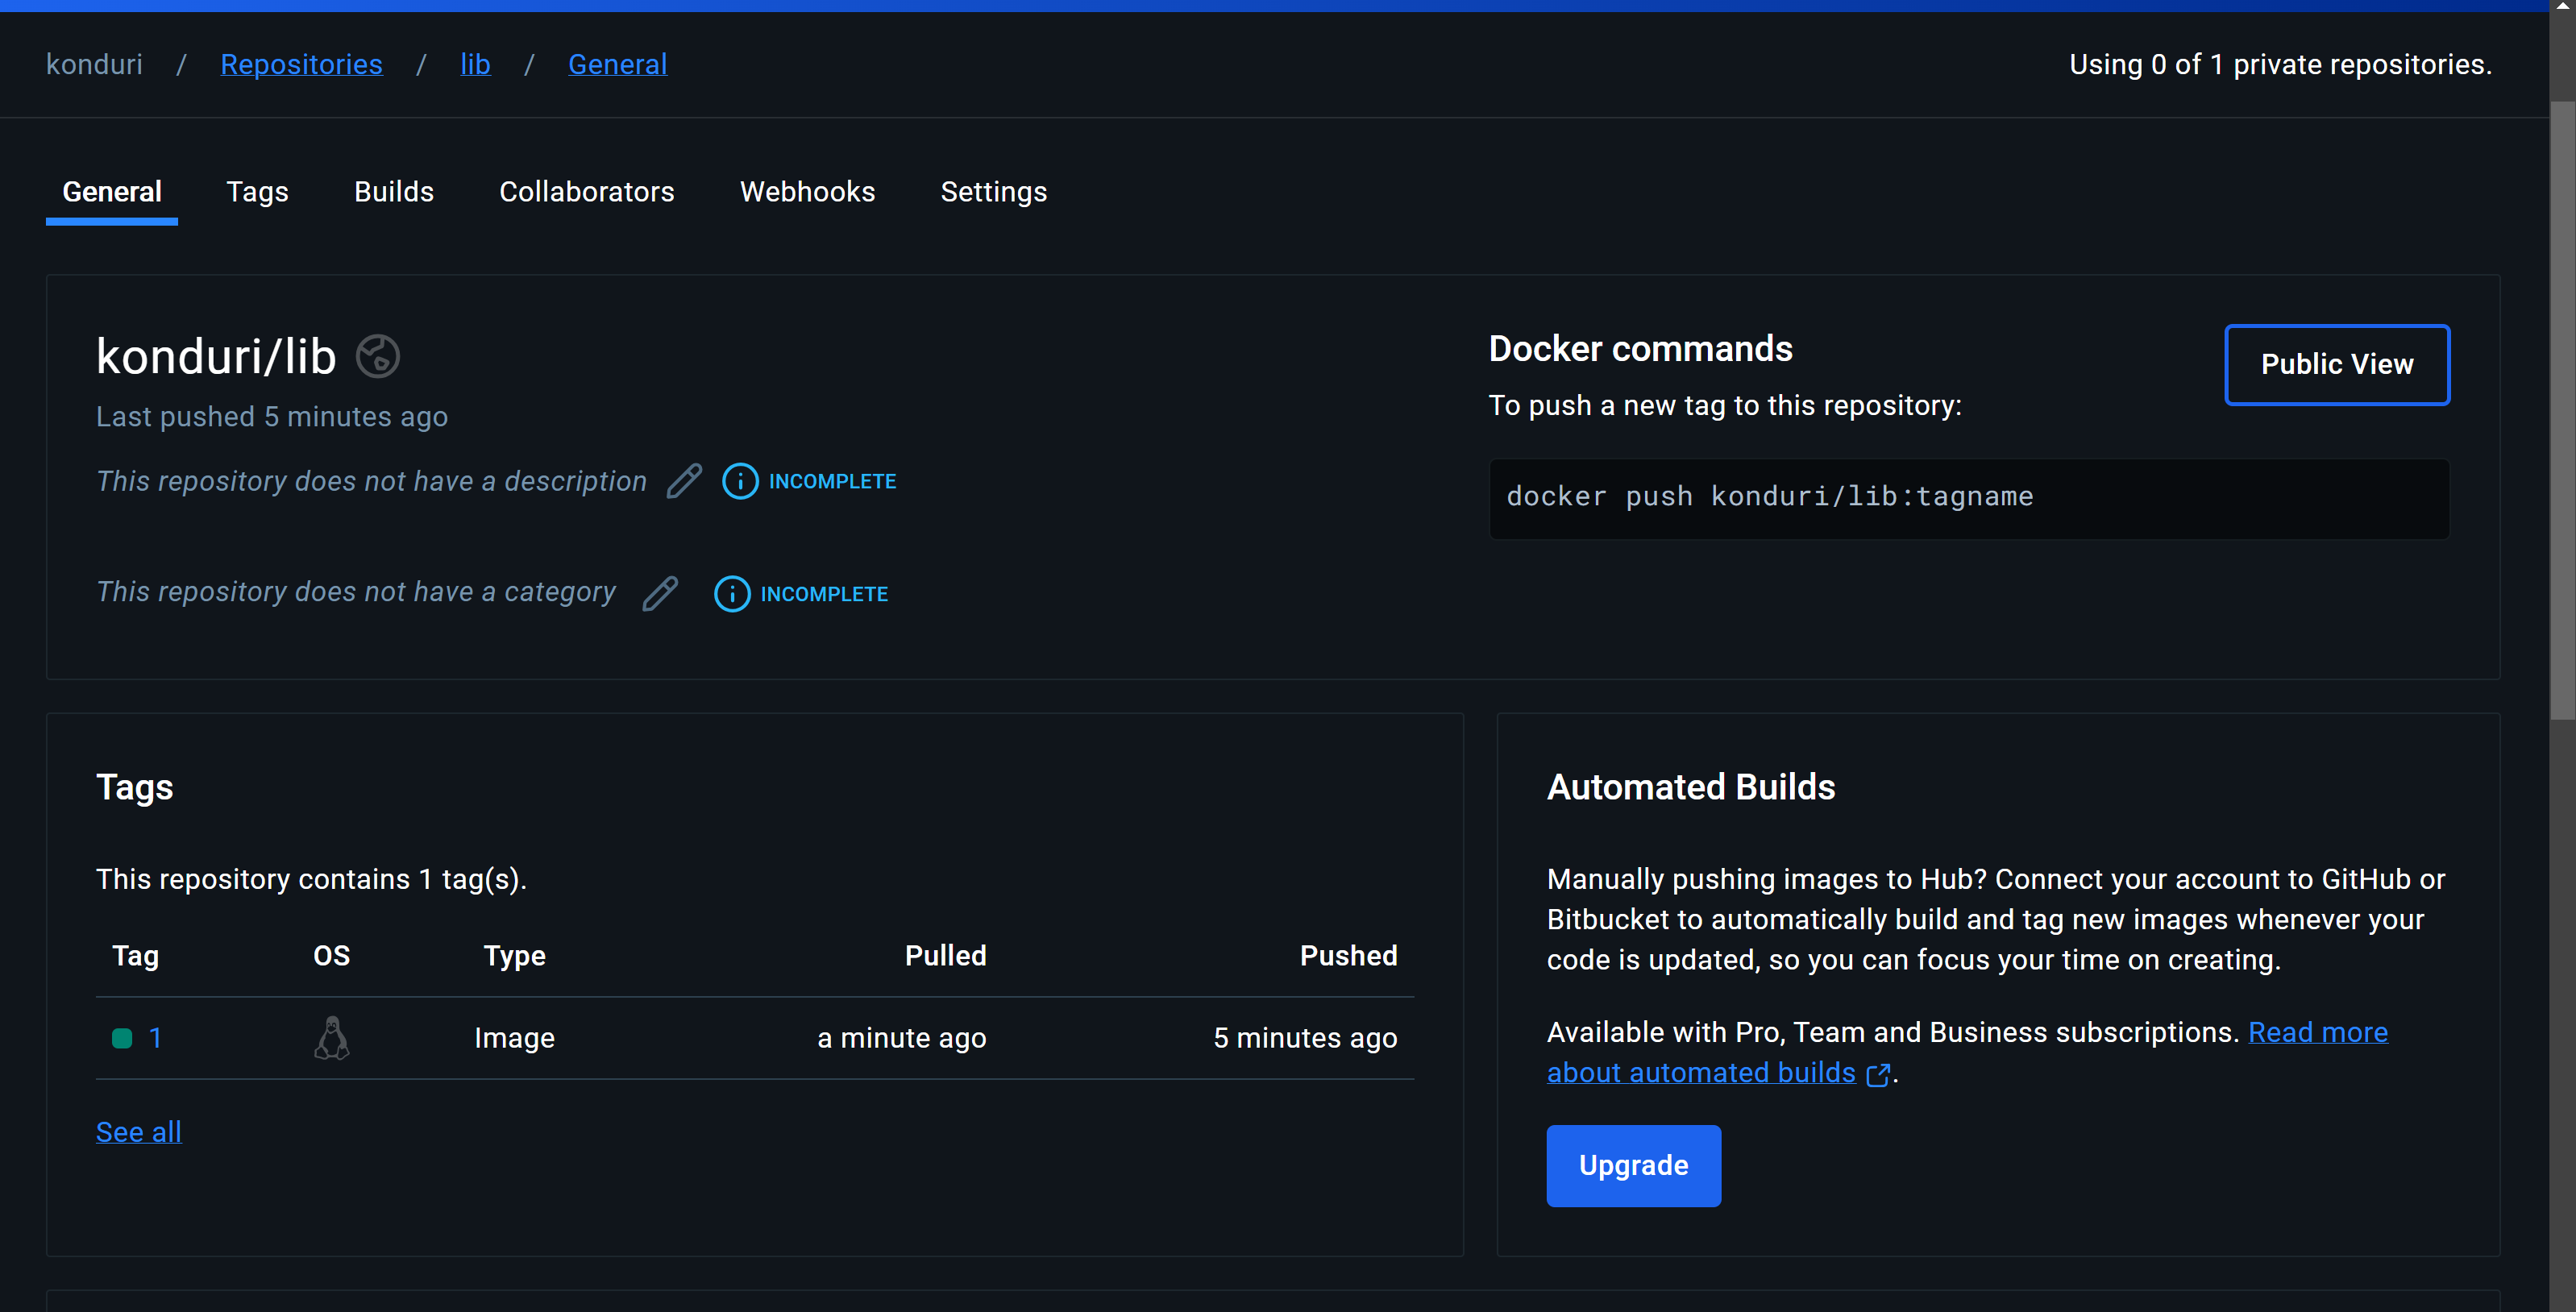 konduri / Repositories / lib / General
Using 0 of 1 private repositories.
General Tags Builds Collaborators Webhooks Settings
konduri/lib
Last pushed 5 minutes ago
This repository does not have a description INCOMPLETE
This repository does not have a category INCOMPLETE
Docker commands
Public View
To push a new tag to this repository:
docker push konduri/lib:tagname
Tags
This repository contains 1 tag(s).
Tag OS Type Pulled Pushed
1 Image a minute ago 5 minutes ago
See all
Automated Builds
Manually pushing images to Hub? Connect your account to GitHub or
Bitbucket to automatically build and tag new images whenever your
code is updated, so you can focus your time on creating.
Available with Pro, Team and Business subscriptions. Read more
about automated builds .
Upgrade